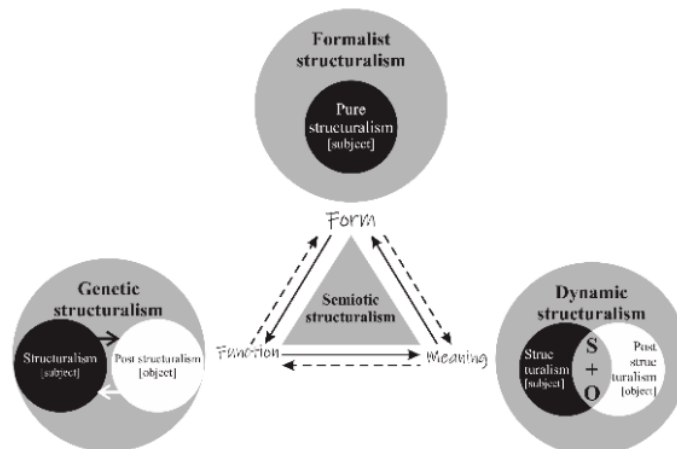 Formalist
structuralism
Pure
structuralism
[subject]
Form
Genetic
structuralism
Structuralism
[subject]
Post structuralism
[object]
Semiotic
structuralism
Function
Meaning
Dynamic
structuralism
Struc
turalism
[subject]
S
+
O
Post
struc
turalism
[object]